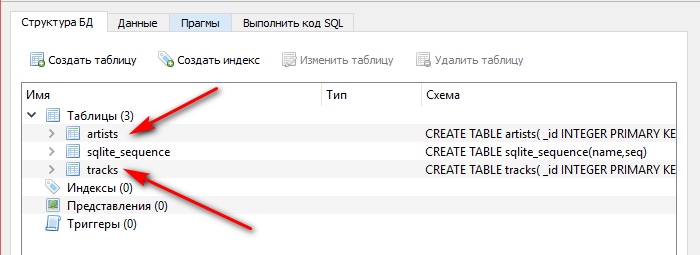 Структура БД Данные Прагмы Выполнить код SQL
Создать таблицу Создать индекс Изменить таблицу Удалить таблицу
Имя Тип Схема
Таблицы (3)
artists CREATE TABLE artists( _id INTEGER PRIMARY KE
sqlite_sequence CREATE TABLE sqlite_sequence(name,seq)
tracks CREATE TABLE tracks( _id INTEGER PRIMARY KE
Индексы (0)
Представления (0)
Триггеры (0)